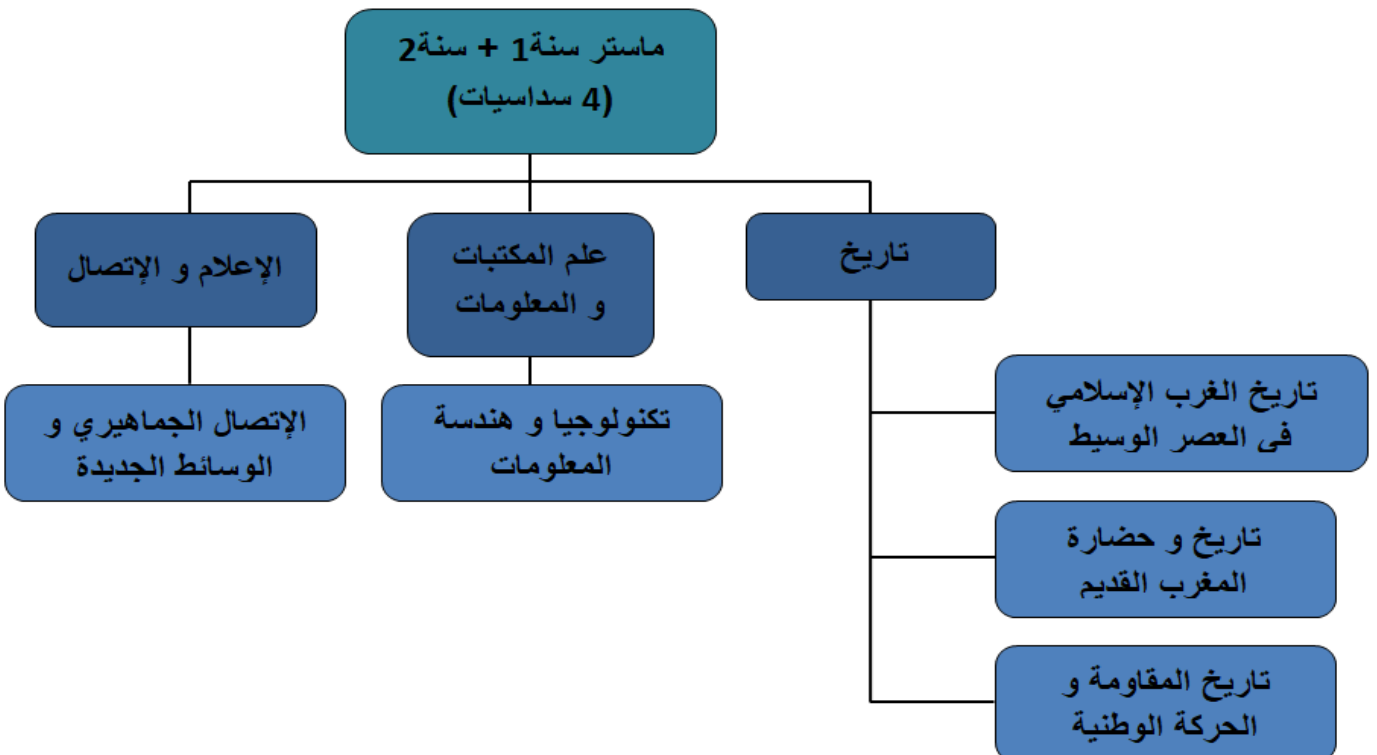 ماستر سنة1 + سنة2
(4 سداسيات)
تاريخ
علم المكتبات
و المعلومات
الإعلام و الإتصال
تاريخ الغرب الإسلامي
في العصر الوسيط
تاريخ و حضارة
المغرب القديم
تاريخ المقاومة و
الحركة الوطنية
تكنولوجيا و هندسة
المعلومات
الإتصال الجماهيري و
الوسائط الجديدة